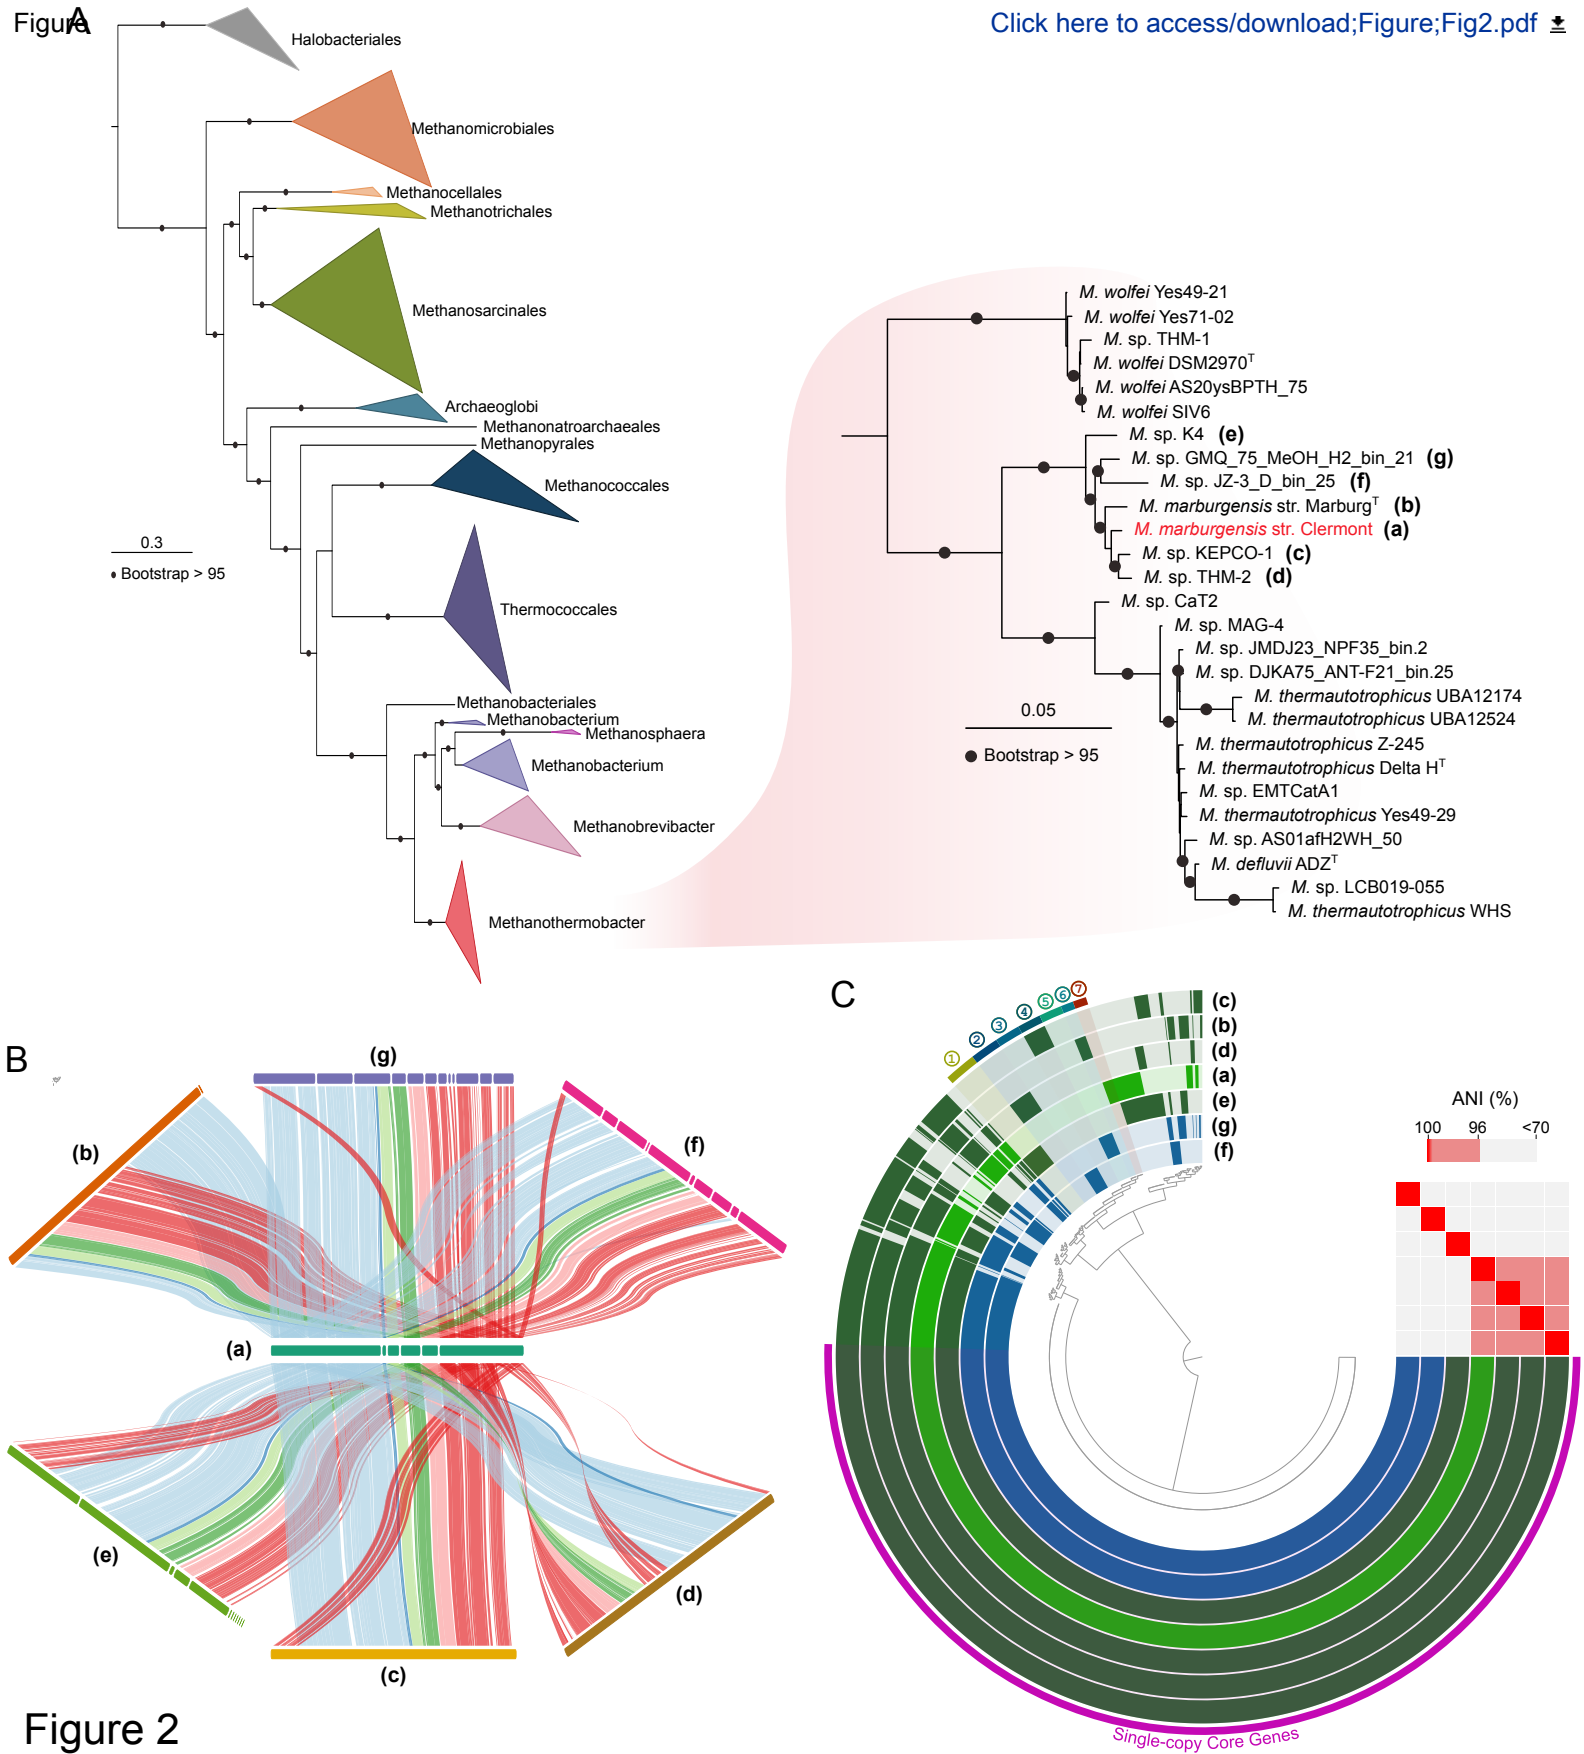 Figure
A
Click here to access/download;Figure;Fig2.pdf
Halobacteriales
Methanomicrobiales
Methanocellales
Methanotrichales
Methanosarcinales
Archaeoglobi
Methanonatroarchaeales
Methanopyrales
Methanococcales
0.3
Bootstrap > 95
Thermococcales
Methanobacteriales
Methanobacterium
Methanosphaera
Methanobacterium
Methanobrevibacter
Methanothermobacter
M. wolfei Yes49-21
M. wolfei Yes71-02
M. sp. THM-1
M. wolfei DSM2970T
M. wolfei AS20ysBPTH_75
M. wolfei SIV6
M. sp. K4 (e)
M. sp. GMQ_75_MeOH_H2_bin_21 (g)
M. sp. JZ-3_D_bin_25 (f)
M. marburgensis str. MarburgT (b)
M. marburgensis str. Clermont (a)
M. sp. KEPCO-1 (c)
M. sp. THM-2 (d)
M. sp. CaT2
M. sp. MAG-4
M. sp. JMDJ23_NPF35_bin.2
M. sp. DJKA75_ANT-F21_bin.25
M. thermautotrophicus UBA12174
M. thermautotrophicus UBA12524
M. thermautotrophicus Z-245
M. thermautotrophicus Delta HT
M. sp. EMTCatA1
M. thermautotrophicus Yes49-29
M. sp. AS01afH2WH_50
M. defluvii ADZT
M. sp. LCB019-055
M. thermautotrophicus WHS
0.05
Bootstrap > 95
B
(g)
(b)
(f)
(a)
(e)
(d)
(c)
C
① ② ③ ④ ⑤ ⑥ ⑦
(c)
(b)
(d)
(a)
(e)
(g)
(f)
ANI (%)
100 96 <70
Single-copy Core Genes
Figure 2